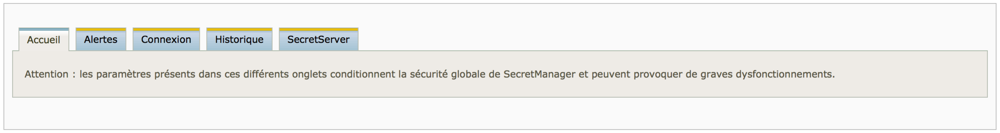 Accueil Alertes Connexion Historique SecretServer
Attention : les paramètres présents dans ces différents onglets conditionnent la sécurité globale de SecretManager et peuvent provoquer de graves dysfonctionnements.